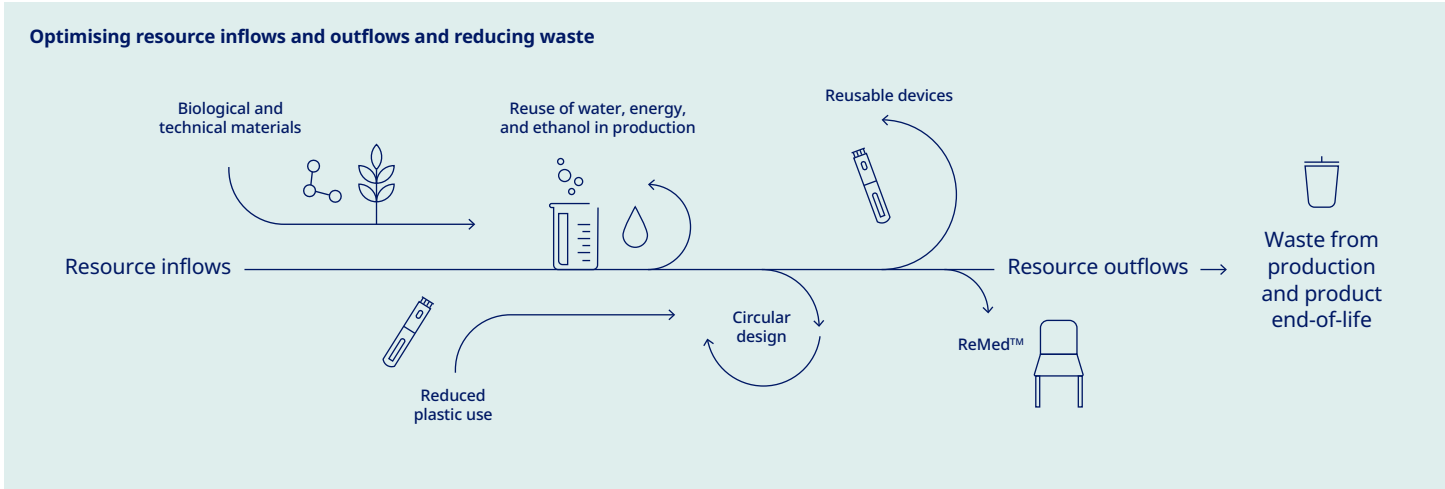 Optimising resource inflows and outflows and reducing waste
Biological and
technical materials
Reuse of water, energy,
and ethanol in production
Reusable devices
Resource inflows
Resource outflows
Waste from
production
and product
end-of-life
Circular
design
ReMed™
Reduced
plastic use